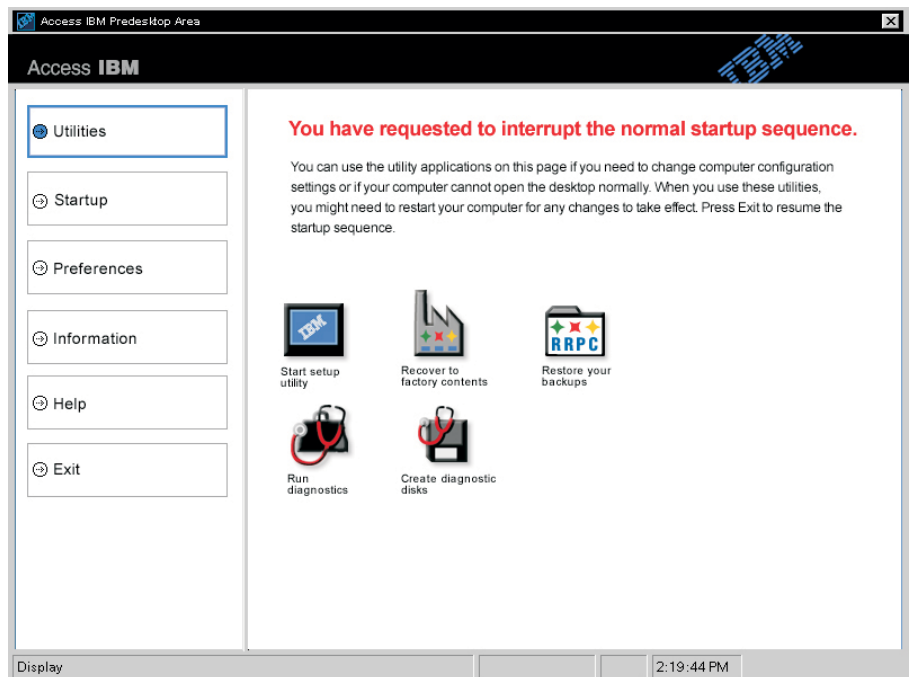 Access IBM Predesktop Area
Access IBM
IBM
Utilities
Startup
Preferences
Information
Help
Exit
You have requested to interrupt the normal startup sequence.
You can use the utility applications on this page if you need to change computer configuration
settings or if your computer cannot open the desktop normally. When you use these utilities,
you might need to restart your computer for any changes to take effect. Press Exit to resume the
startup sequence.
IBM
Start setup
utility
Recover to
factory contents
RRPC
Restore your
backups
Run
diagnostics
Create diagnostic
disks
Display
2:19:44 PM